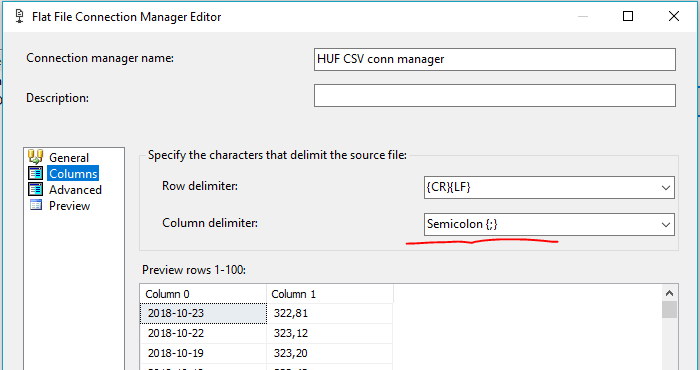 Flat File Connection Manager Editor
Connection manager name: HUF CSV conn manager
Description:
General
Columns
Advanced
Preview
Specify the characters that delimit the source file:
Row delimiter: {CR}{LF}
Column delimiter: Semicolon {;}
Preview rows 1-100:
Column 0 Column 1
2018-10-23 322,81
2018-10-22 323,12
2018-10-19 323,20